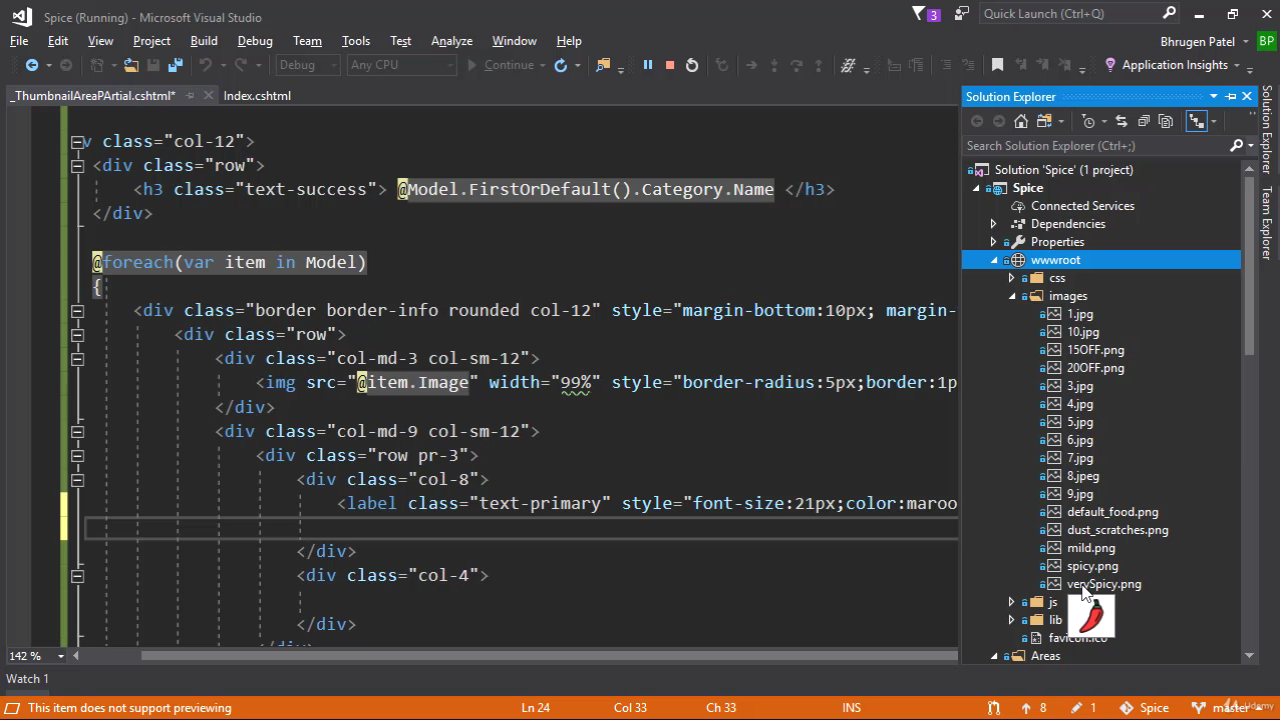 Spice (Running) - Microsoft Visual Studio
3
Quick Launch (Ctrl+Q)
File Edit View Project Build Debug Team Tools Test Analyze Window Help
Bhrugen Patel BP
Debug Any CPU Continue Application Insights
_ThumbnailAreaPArtial.cshtml* Index.cshtml
v class="col-12">
<div class="row">
<h3 class="text-success"> @Model.FirstOrDefault().Category.Name </h3>
</div>
@foreach(var item in Model)
{
<div class="border border-info rounded col-12" style="margin-bottom:10px; margin-
<div class="row">
<div class="col-md-3 col-sm-12">
<img src="@item.Image" width="99%" style="border-radius:5px;border:1p
</div>
<div class="col-md-9 col-sm-12">
<div class="row pr-3">
<div class="col-8">
<label class="text-primary" style="font-size:21px;color:maroo
</div>
<div class="col-4">
</div>
142 %
Watch 1
Solution Explorer
Search Solution Explorer (Ctrl+;)
Solution 'Spice' (1 project)
Spice
Connected Services
Dependencies
Properties
wwwroot
css
images
1.jpg
10.jpg
15OFF.png
20OFF.png
3.jpg
4.jpg
5.jpg
6.jpg
7.jpg
8.jpeg
9.jpg
default_food.png
dust_scratches.png
mild.png
spicy.png
verySpicy.png
js
lib
favicon.ico
Areas
Solution Explorer
Team Explorer
This item does not support previewing Ln 24 Col 33 Ch 33 INS 8 1 Spice master
Udemy